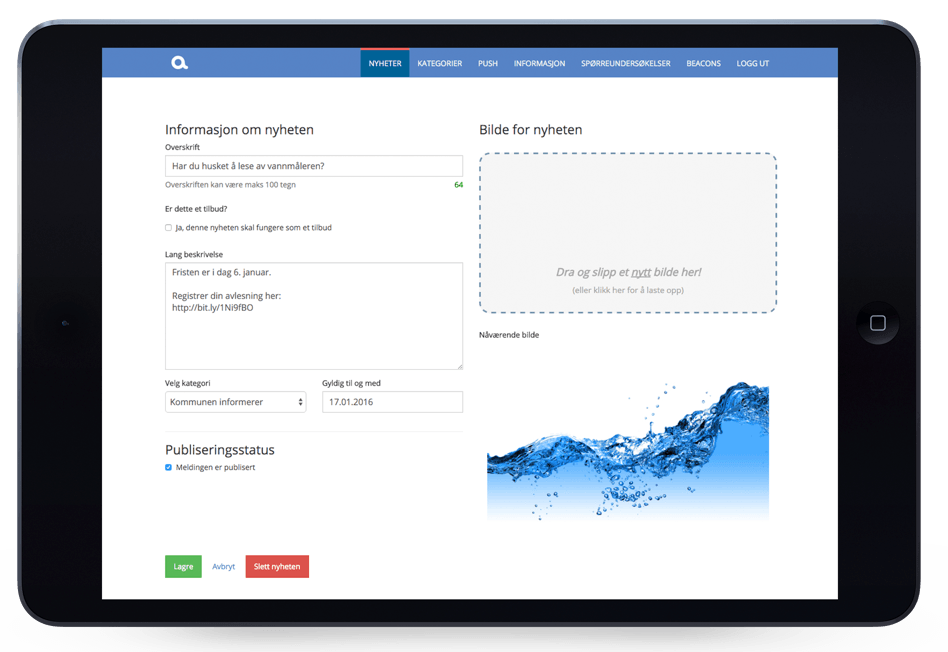 NYHETER KATEGORIER PUSH INFORMASJON SPØRREUNDERSØKELSER BEACONS LOGG UT
Informasjon om nyheten
Overskrift
Har du husket å lese av vannmåleren?
Overskriften kan være maks 100 tegn 64
Er dette et tilbud?
Ja, denne nyheten skal fungere som et tilbud
Lang beskrivelse
Fristen er i dag 6. januar.
Registrer din avlesning her:
http://bit.ly/1Ni9fBO
Velg kategori
Kommunen informerer
Gyldig til og med
17.01.2016
Publiseringsstatus
Meldingen er publisert
Lagre Avbryt Slett nyheten
Bilde for nyheten
Dra og slipp et nytt bilde her!
(eller klikk her for å laste opp)
Nåværende bilde